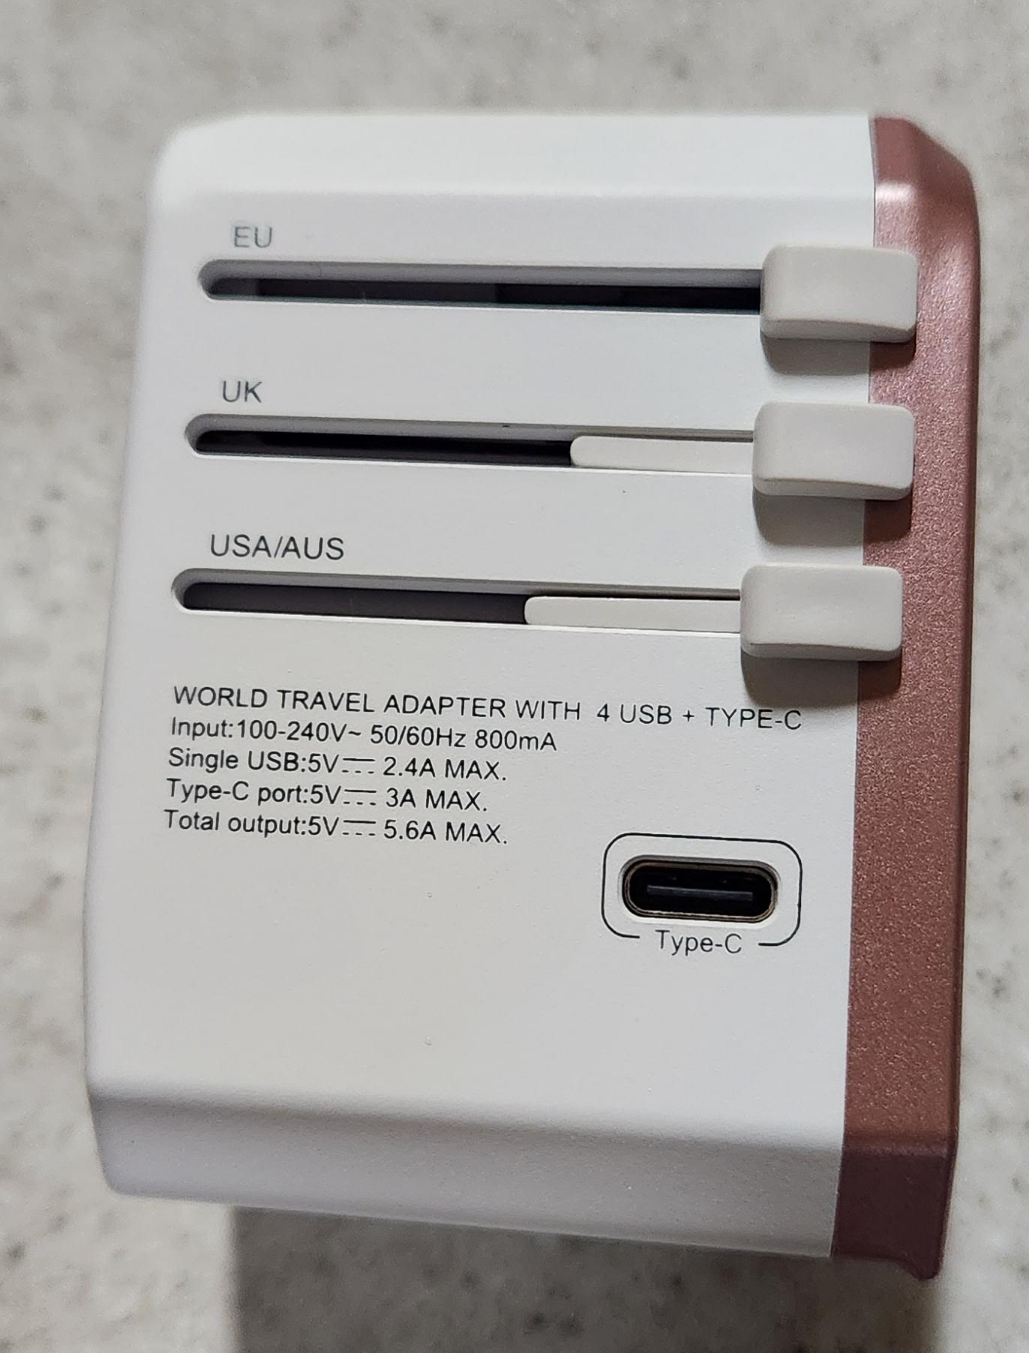 EU
UK
USA/AUS
WORLD TRAVEL ADAPTER WITH 4 USB + TYPE-C
Input:100-240V~ 50/60Hz 800mA
Single USB:5V⎓ 2.4A MAX.
Type-C port:5V⎓ 3A MAX.
Total output:5V⎓ 5.6A MAX.
Type-C